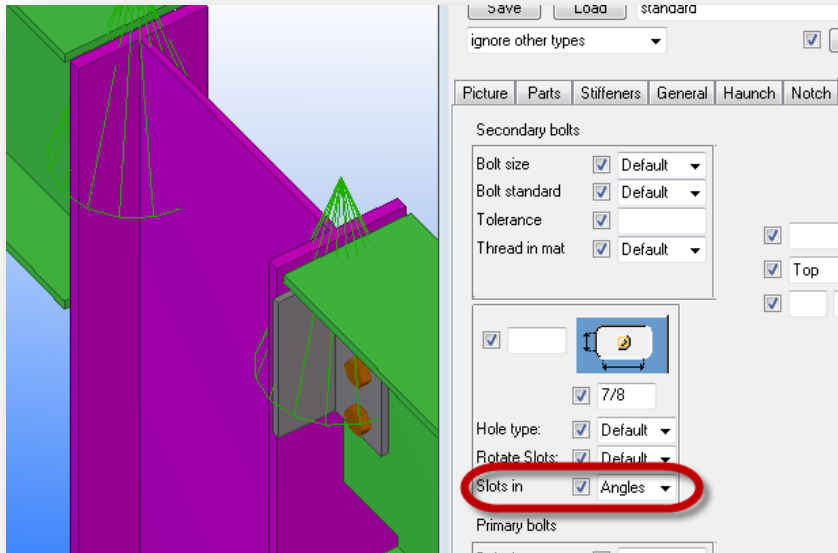 Save Load standard
ignore other types
Picture Parts Stiffeners General Haunch Notch
Secondary bolts
Bolt size Default
Bolt standard Default
Tolerance
Thread in mat Default
Top
7/8
Hole type: Default
Rotate Slots: Default
Slots in Angles
Primary bolts